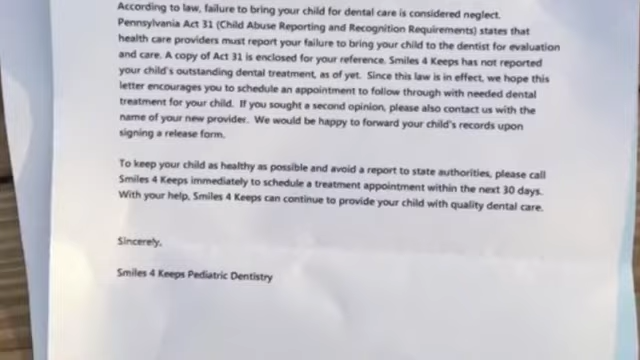 According to law, failure to bring your child for dental care is considered neglect.
Pennsylvania Act 31 (Child Abuse Reporting and Recognition Requirements) states that
health care providers must report your failure to bring your child to the dentist for evaluation
and care. A copy of Act 31 is enclosed for your reference. Smiles 4 Keeps has not reported
your child's outstanding dental treatment, as of yet. Since this law is in effect, we hope this
letter encourages you to schedule an appointment to follow through with needed dental
treatment for your child. If you sought a second opinion, please also contact us with the
name of your new provider. We would be happy to forward your child's records upon
signing a release form.
To keep your child as healthy as possible and avoid a report to state authorities, please call
Smiles 4 Keeps immediately to schedule a treatment appointment within the next 30 days.
With your help, Smiles 4 Keeps can continue to provide your child with quality dental care.
Sincerely,
Smiles 4 Keeps Pediatric Dentistry